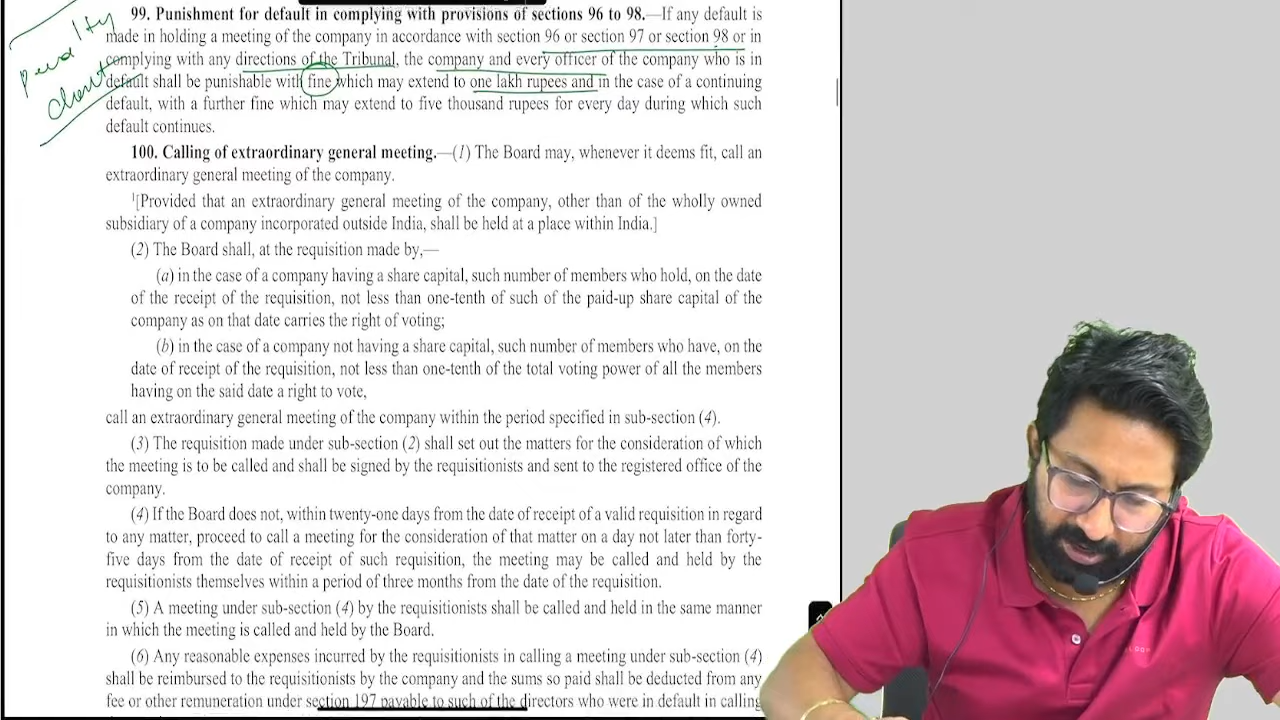 99. Punishment for default in complying with provisions of sections 96 to 98.—If any default is
made in holding a meeting of the company in accordance with section 96 or section 97 or section 98 or in
complying with any directions of the Tribunal, the company and every officer of the company who is in
default shall be punishable with fine which may extend to one lakh rupees and in the case of a continuing
default, with a further fine which may extend to five thousand rupees for every day during which such
default continues.
Penalty
100. Calling of extraordinary general meeting.—(1) The Board may, whenever it deems fit, call an
extraordinary general meeting of the company.
1[Provided that an extraordinary general meeting of the company, other than of the wholly owned
subsidiary of a company incorporated outside India, shall be held at a place within India.]
(2) The Board shall, at the requisition made by,—
(a) in the case of a company having a share capital, such number of members who hold, on the date
of the receipt of the requisition, not less than one-tenth of such of the paid-up share capital of the
company as on that date carries the right of voting;
(b) in the case of a company not having a share capital, such number of members who have, on the
date of receipt of the requisition, not less than one-tenth of the total voting power of all the members
having on the said date a right to vote,
call an extraordinary general meeting of the company within the period specified in sub-section (4).
(3) The requisition made under sub-section (2) shall set out the matters for the consideration of which
the meeting is to be called and shall be signed by the requisitionists and sent to the registered office of the
company.
(4) If the Board does not, within twenty-one days from the date of receipt of a valid requisition in regard
to any matter, proceed to call a meeting for the consideration of that matter on a day not later than forty-
five days from the date of receipt of such requisition, the meeting may be called and held by the
requisitionists themselves within a period of three months from the date of the requisition.
(5) A meeting under sub-section (4) by the requisitionists shall be called and held in the same manner
in which the meeting is called and held by the Board.
(6) Any reasonable expenses incurred by the requisitionists in calling a meeting under sub-section (4)
shall be reimbursed to the requisitionists by the company and the sums so paid shall be deducted from any
fee or other remuneration under section 197 payable to such of the directors who were in default in calling